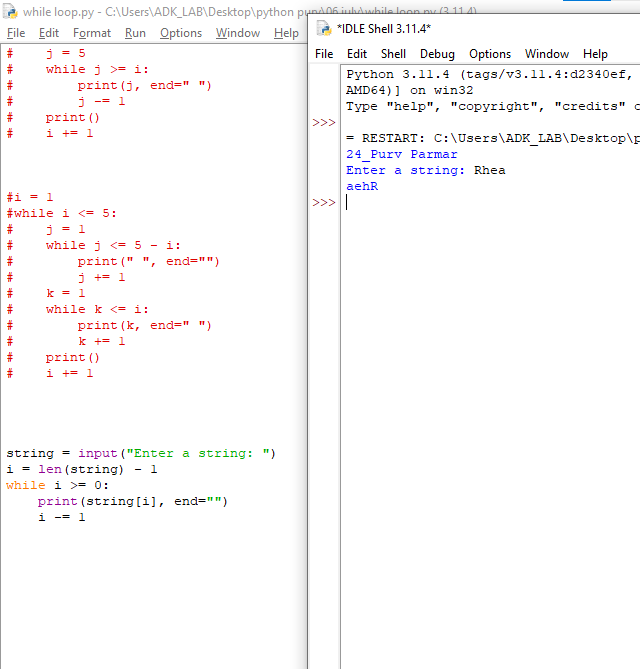 while loop.py - C:\Users\ADK_LAB\Desktop\python purv\06 july\while loop.py (3.11.4)
File Edit Format Run Options Window Help
#    j = 5
#    while j >= i:
#        print(j, end=" ")
#        j -= 1
#    print()
#    i += 1
#i = 1
#while i <= 5:
#    j = 1
#    while j <= 5 - i:
#        print(" ", end="")
#        j += 1
#    k = 1
#    while k <= i:
#        print(k, end=" ")
#        k += 1
#    print()
#    i += 1
string = input("Enter a string: ")
i = len(string) - 1
while i >= 0:
    print(string[i], end="")
    i -= 1
*IDLE Shell 3.11.4*
File Edit Shell Debug Options Window Help
Python 3.11.4 (tags/v3.11.4:d2340ef,
AMD64)] on win32
Type "help", "copyright", "credits" o
>>>
= RESTART: C:\Users\ADK_LAB\Desktop\p
24_Purv Parmar
Enter a string: Rhea
aehR
>>>